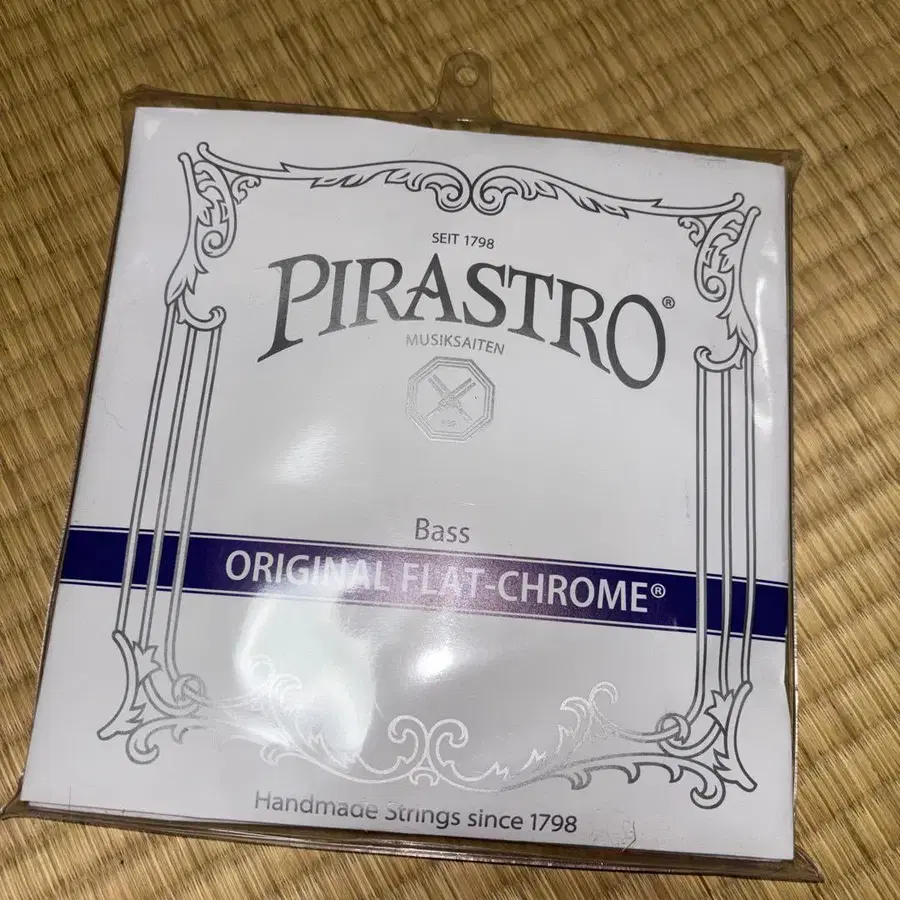 SEIT 1798
PIRASTRO®
MUSIKSAITEN
Bass
ORIGINAL FLAT-CHROME®
Handmade Strings since 1798